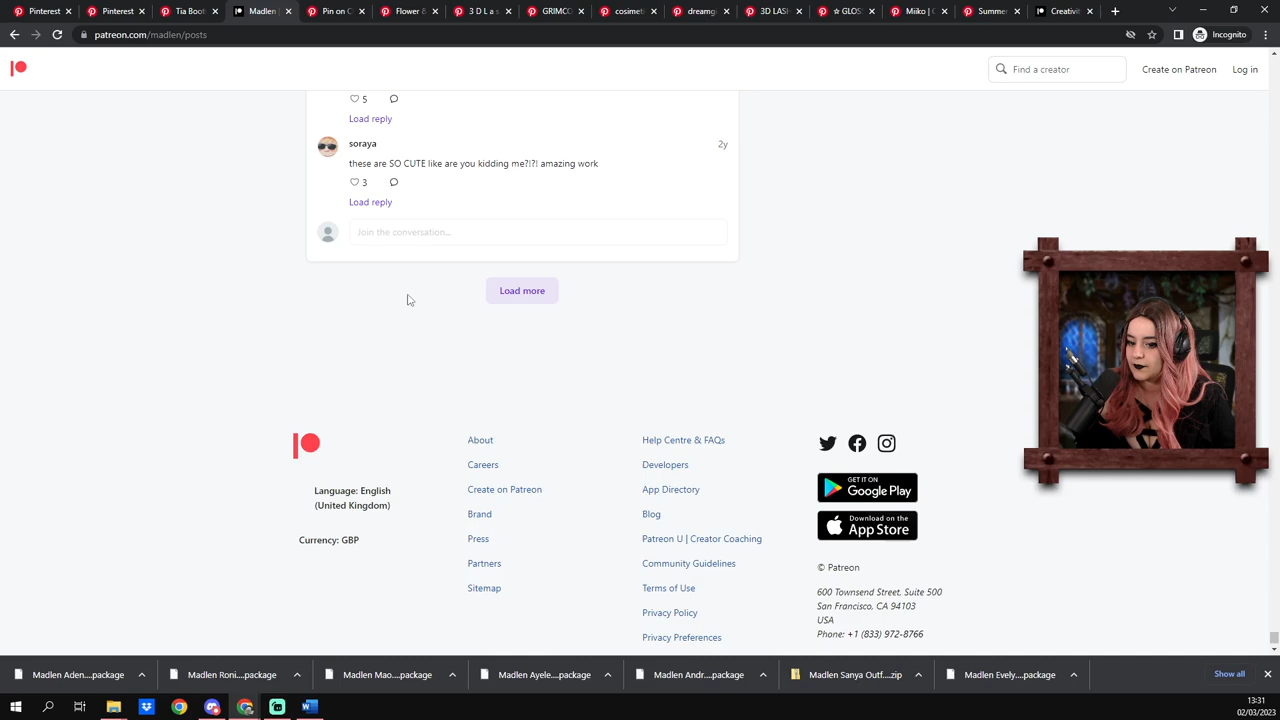 Pinterest
Pinterest
Tia Boot
Madlen |
Pin on C
Flower &
3 D L a s
GRIMCO
cosmeti
dreamg
3D LASH
☆ GLOSS
Miiko | C
Summer
Creativit
patreon.com/madlen/posts
Incognito
Find a creator
Create on Patreon
Log in
5
Load reply
soraya
2y
these are SO CUTE like are you kidding me?!?! amazing work
3
Load reply
Join the conversation...
Load more
About
Careers
Create on Patreon
Brand
Press
Partners
Sitemap
Language: English
(United Kingdom)
Currency: GBP
Help Centre & FAQs
Developers
App Directory
Blog
Patreon U | Creator Coaching
Community Guidelines
Terms of Use
Privacy Policy
Privacy Preferences
GET IT ON
Google Play
Download on the
App Store
© Patreon
600 Townsend Street, Suite 500
San Francisco, CA 94103
USA
Phone: +1 (833) 972-8766
Madlen Aden....package
Madlen Roni....package
Madlen Mao....package
Madlen Ayele....package
Madlen Andr....package
Madlen Sanya Outf....zip
Madlen Evely....package
Show all
13:31
02/03/2023